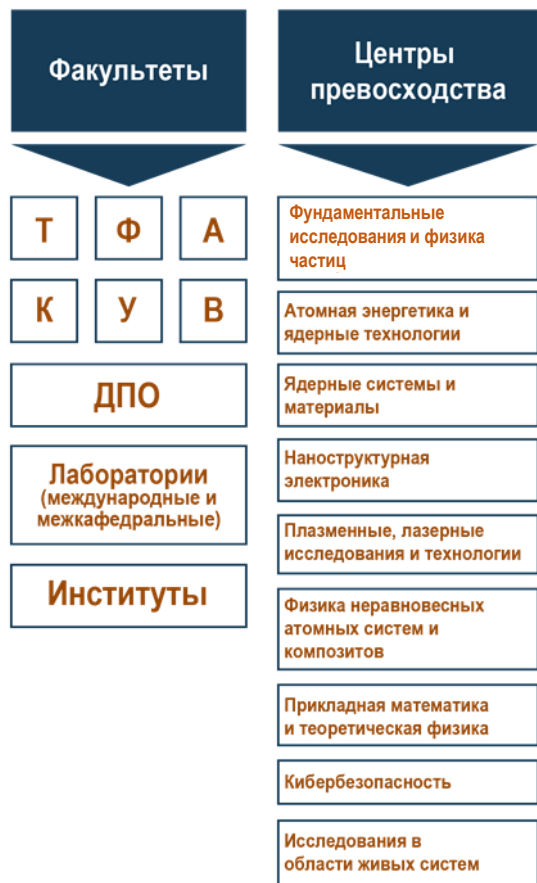 Факультеты
Т Ф А
К У В
ДПО
Лаборатории
(международные и
межкафедральные)
Институты
Центры
превосходства
Фундаментальные
исследования и физика
частиц
Атомная энергетика и
ядерные технологии
Ядерные системы и
материалы
Наноструктурная
электроника
Плазменные, лазерные
исследования и технологии
Физика неравновесных
атомных систем и
композитов
Прикладная математика
и теоретическая физика
Кибербезопасность
Исследования в
области живых систем